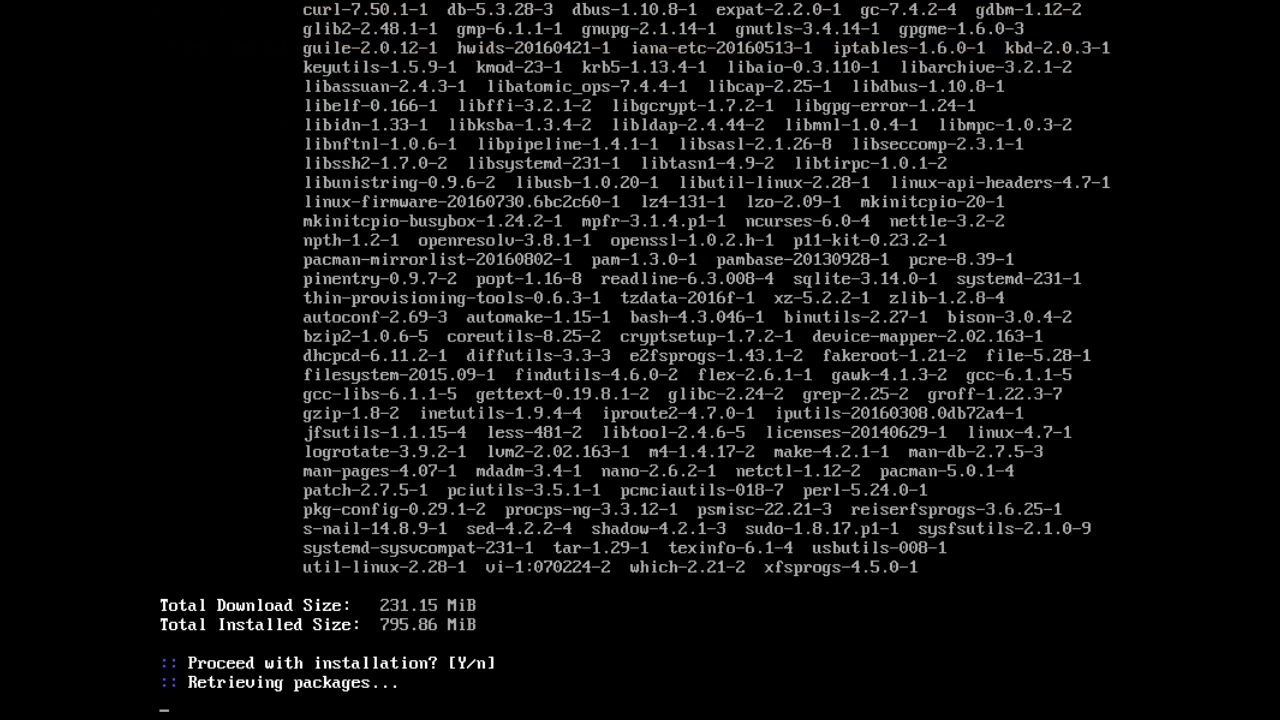 curl-7.50.1-1 db-5.3.28-3 dbus-1.10.8-1 expat-2.2.0-1 gc-7.4.2-4 gdbm-1.12-2
glib2-2.48.1-1 gmp-6.1.1-1 gnupg-2.1.14-1 gnutls-3.4.14-1 gpgme-1.6.0-3
guile-2.0.12-1 hwids-20160421-1 iana-etc-20160513-1 iptables-1.6.0-1 kbd-2.0.3-1
keyutils-1.5.9-1 kmod-23-1 krb5-1.13.4-1 libaio-0.3.110-1 libarchive-3.2.1-2
libassuan-2.4.3-1 libatomic_ops-7.4.4-1 libcap-2.25-1 libdbus-1.10.8-1
libelf-0.166-1 libffi-3.2.1-2 libgcrypt-1.7.2-1 libgpg-error-1.24-1
libidn-1.33-1 libksba-1.3.4-2 libldap-2.4.44-2 libmnl-1.0.4-1 libmpc-1.0.3-2
libnftnl-1.0.6-1 libpipeline-1.4.1-1 libsasl-2.1.26-8 libseccomp-2.3.1-1
libssh2-1.7.0-2 libsystemd-231-1 libtasn1-4.9-2 libtirpc-1.0.1-2
libunistring-0.9.6-2 libusb-1.0.20-1 libutil-linux-2.28-1 linux-api-headers-4.7-1
linux-firmware-20160730.6bc2c60-1 lz4-131-1 lzo-2.09-1 mkinitcpio-20-1
mkinitcpio-busybox-1.24.2-1 mpfr-3.1.4.p1-1 ncurses-6.0-4 nettle-3.2-2
npth-1.2-1 openresolv-3.8.1-1 openssl-1.0.2.h-1 p11-kit-0.23.2-1
pacman-mirrorlist-20160802-1 pam-1.3.0-1 pambase-20130928-1 pcre-8.39-1
pinentry-0.9.7-2 popt-1.16-8 readline-6.3.008-4 sqlite-3.14.0-1 systemd-231-1
thin-provisioning-tools-0.6.3-1 tzdata-2016f-1 xz-5.2.2-1 zlib-1.2.8-4
autoconf-2.69-3 automake-1.15-1 bash-4.3.046-1 binutils-2.27-1 bison-3.0.4-2
bzip2-1.0.6-5 coreutils-8.25-2 cryptsetup-1.7.2-1 device-mapper-2.02.163-1
dhcpcd-6.11.2-1 diffutils-3.3-3 e2fsprogs-1.43.1-2 fakeroot-1.21-2 file-5.28-1
filesystem-2015.09-1 findutils-4.6.0-2 flex-2.6.1-1 gawk-4.1.3-2 gcc-6.1.1-5
gcc-libs-6.1.1-5 gettext-0.19.8.1-2 glibc-2.24-2 grep-2.25-2 groff-1.22.3-7
gzip-1.8-2 inetutils-1.9.4-4 iproute2-4.7.0-1 iputils-20160308.0db72a4-1
jfsutils-1.1.15-4 less-481-2 libtool-2.4.6-5 licenses-20140629-1 linux-4.7-1
logrotate-3.9.2-1 lvm2-2.02.163-1 m4-1.4.17-2 make-4.2.1-1 man-db-2.7.5-3
man-pages-4.07-1 mdadm-3.4-1 nano-2.6.2-1 netctl-1.12-2 pacman-5.0.1-4
patch-2.7.5-1 pciutils-3.5.1-1 pcmciautils-018-7 perl-5.24.0-1
pkg-config-0.29.1-2 procps-ng-3.3.12-1 psmisc-22.21-3 reiserfsprogs-3.6.25-1
s-nail-14.8.9-1 sed-4.2.2-4 shadow-4.2.1-3 sudo-1.8.17.p1-1 sysfsutils-2.1.0-9
systemd-sysvcompat-231-1 tar-1.29-1 texinfo-6.1-4 usbutils-008-1
util-linux-2.28-1 vi-1:070224-2 which-2.21-2 xfsprogs-4.5.0-1
Total Download Size: 231.15 MiB
Total Installed Size: 795.86 MiB
:: Proceed with installation? [Y/n]
:: Retrieving packages...
_